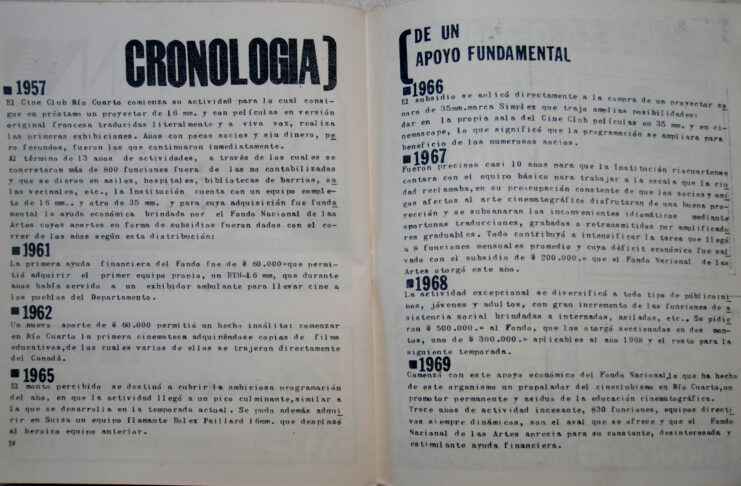 CRONOLOGIA)
1957
El Cine Club Río Cuarto comienza su actividad para lo cual consi-
gue en préstamo un proyector de 16 mm. y con películas en versión
original francesa traducidas literalmente y a viva voz, realiza
las primeras exhibiciones. Años con pocos socios y sin dinero, pe
ro fecundos, fueron los que continuaron inmediatamente.
Al término de 13 años de actividades, a través de los cuales se
concretaron más de 800 funciones fuera de las no contabilizadas
y que se dieron en asilos, hospitales, bibliotecas de barrios, sa
las vecinales, etc., la Institución cuenta con un equipo comple-
to de 16 mm. y otro de 35 mm. y para cuya adquisición fue funda
mental la ayuda económica brindada por el Fondo Nacional de las
Artes cuyos aportes en forma de subsidios fueron dados con el co-
rrer de los años según esta distribución:
1961
La primera ayuda financiera del Fondo fue de $ 60.000-que permi-
tió adquirir el primer equipo propio, un BTH-16 mm, que durante
años había servido a un exhibidor ambulante para llevar cine a
los pueblos del Departamento.
1962
Un nuevo aporte de $ 60.000 permitió un hecho insólito: comenzar
en Río Cuarto la primera cinemateca adquiriéndose copias de films
educativos,de los cuales varios de ellos se trajeron directamente
del Canadá.
1965
El monto percibido se destinó a cubrir la ambiciosa programación
del año, en que la actividad llegó a un pico culminante,similar a
la que se desarrolla en la temporada actual. Se pudo además adqui
rir en Suiza un equipo flamante Bolex Paillard 16mm. que desplazó
al heroico equipo anterior.
34
(DE UN
APOYO FUNDAMENTAL
1966
El subsidio se aplicó directamente a la compra de un proyector so
noro de 35mm.marca Simplex que trajo amplias posibilidades:
dar en la propia sala del Cine Club películas en 35 mm. y en ci-
nemascope, lo que significó que la programación se ampliara para
beneficio de los numerosos socios.
1967
Fueron precisos casi 10 años para que la Institución riocuartense
contara con el equipo básico para trabajar a la escala que la ciu
dad reclamaba,en su preocupación constante de que los socios y ami-
gos afectos al arte cinematográfico disfrutaran de una buena pro-
yección y se subsanaran los inconvenientes idiomáticos mediante
oportunas traducciones, grabados o retransmitidos por amplificado
res graduables. Todo contribuyó a intensificar la tarea que llegó
a 8 funciones mensuales promedio y cuyo déficit económico fue sal
vado con el subsidio de $ 200.000.= que el Fondo Nacional de las
Artes otorgó este año.
1968
La actividad excepcional se diversificó a todo tipo de público:ni-
nos, jóvenes y adultos, con gran incremento de las funciones de a
sistencia social brindadas a internados, asilados, etc.. Se pidie
ron $ 500.000.= al Fondo, que los otorgó seccionados en dos mon-
tos, uno de $ 300.000.= aplicables al año 1968 y el resto para la
siguiente temporada.
1969
Comenzó con este apoyo económico del Fondo Nacional,lo que ha hecho
de este organismo un propalador del cineclubismo en Río Cuarto,un
promotor permanente y asiduo de la educación cinematográfica.
Trece años de actividad incesante, 830 funciones, equipos directi
vos siempre dinámicos, son el aval que se ofrece y que el Fondo
Nacional de las Artes aprecia para su constante, desinteresada y
estimulante ayuda financiera.